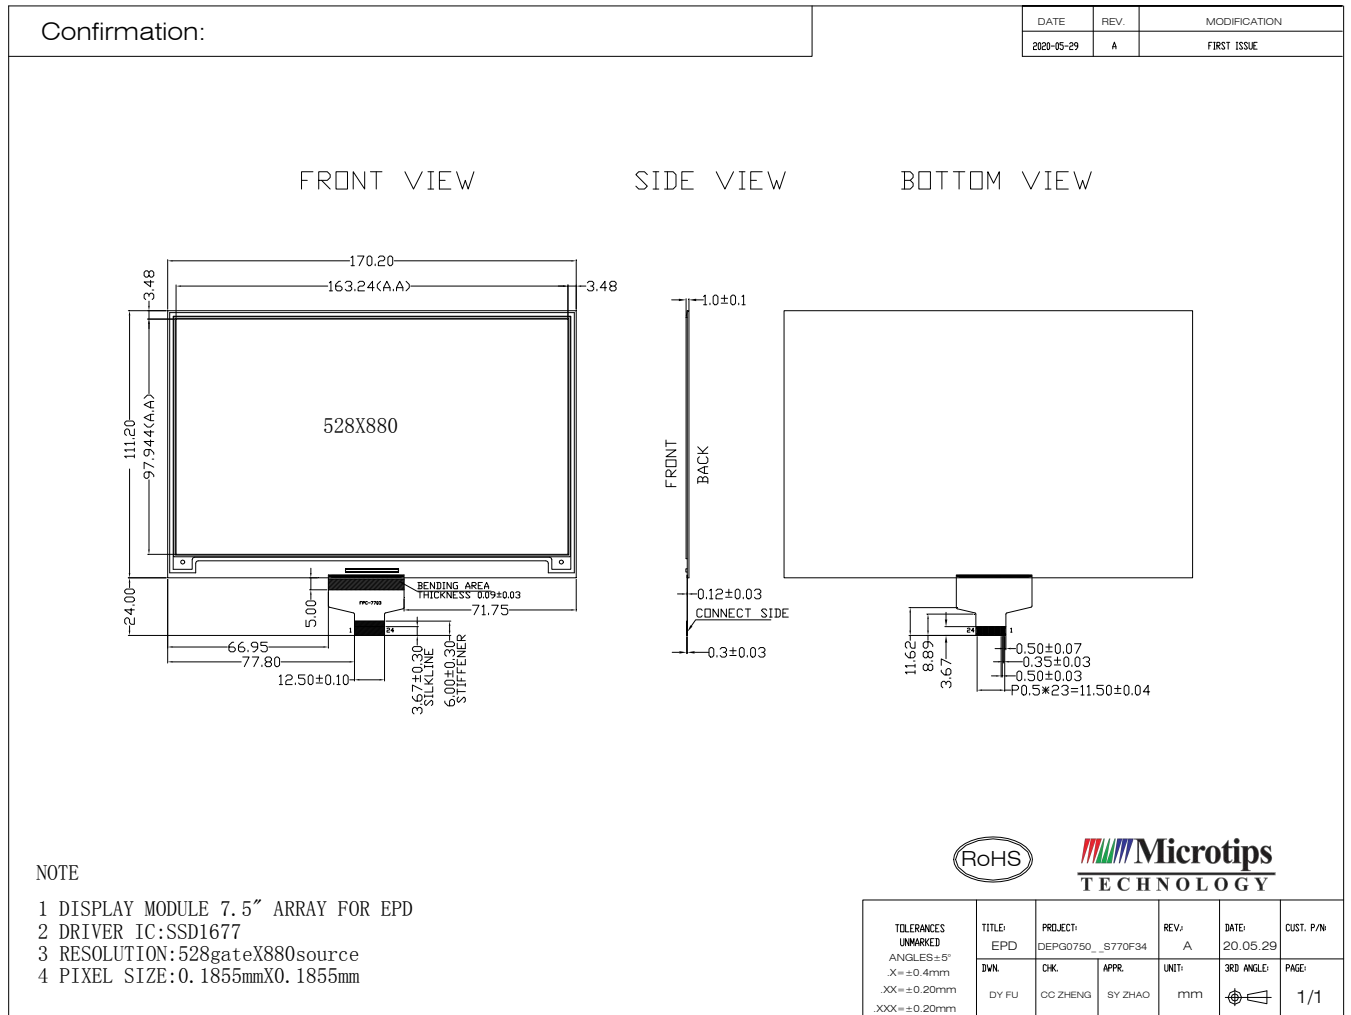 Confirmation:
DATE REV. MODIFICATION
2020-05-29 A FIRST ISSUE
FRONT VIEW
SIDE VIEW
BOTTOM VIEW
170.20
163.24(A.A)
3.48
3.48
111.20
97.944(A.A)
528X880
24.00
5.00
BENDING AREA
THICKNESS 0.09±0.03
FPC-7703
71.75
1
24
66.95
77.80
12.50±0.10
3.67±0.30
SILKLINE
6.00±0.30
STIFFENER
1.0±0.1
FRONT
BACK
0.12±0.03
CONNECT SIDE
0.3±0.03
24
1
11.62
8.89
3.67
0.50±0.07
0.35±0.03
0.50±0.03
P0.5*23=11.50±0.04
NOTE
1 DISPLAY MODULE 7.5″ ARRAY FOR EPD
2 DRIVER IC:SSD1677
3 RESOLUTION:528gateX880source
4 PIXEL SIZE:0.1855mmX0.1855mm
RoHS
Microtips
TECHNOLOGY
TOLERANCES
UNMARKED
ANGLES±5°
.X=±0.4mm
.XX=±0.20mm
.XXX=±0.20mm
TITLE: PROJECT: REV.: DATE: CUST. P/N:
EPD DEPG0750__S770F34 A 20.05.29
DWN. CHK. APPR. UNIT: 3RD ANGLE: PAGE:
DY FU CC ZHENG SY ZHAO mm 1/1